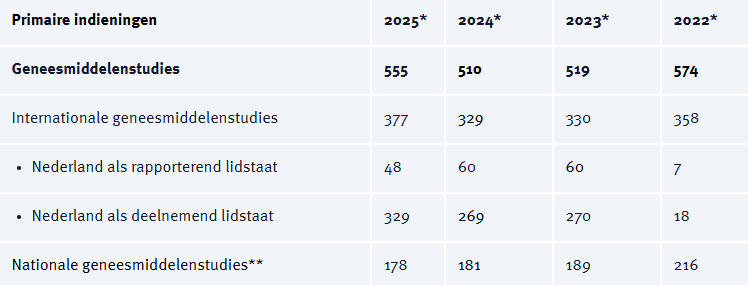 Primaire indieningen 2025* 2024* 2023* 2022*
Geneesmiddelenstudies 555 510 519 574
Internationale geneesmiddelenstudies 377 329 330 358
• Nederland als rapporterend lidstaat 48 60 60 7
• Nederland als deelnemend lidstaat 329 269 270 18
Nationale geneesmiddelenstudies** 178 181 189 216